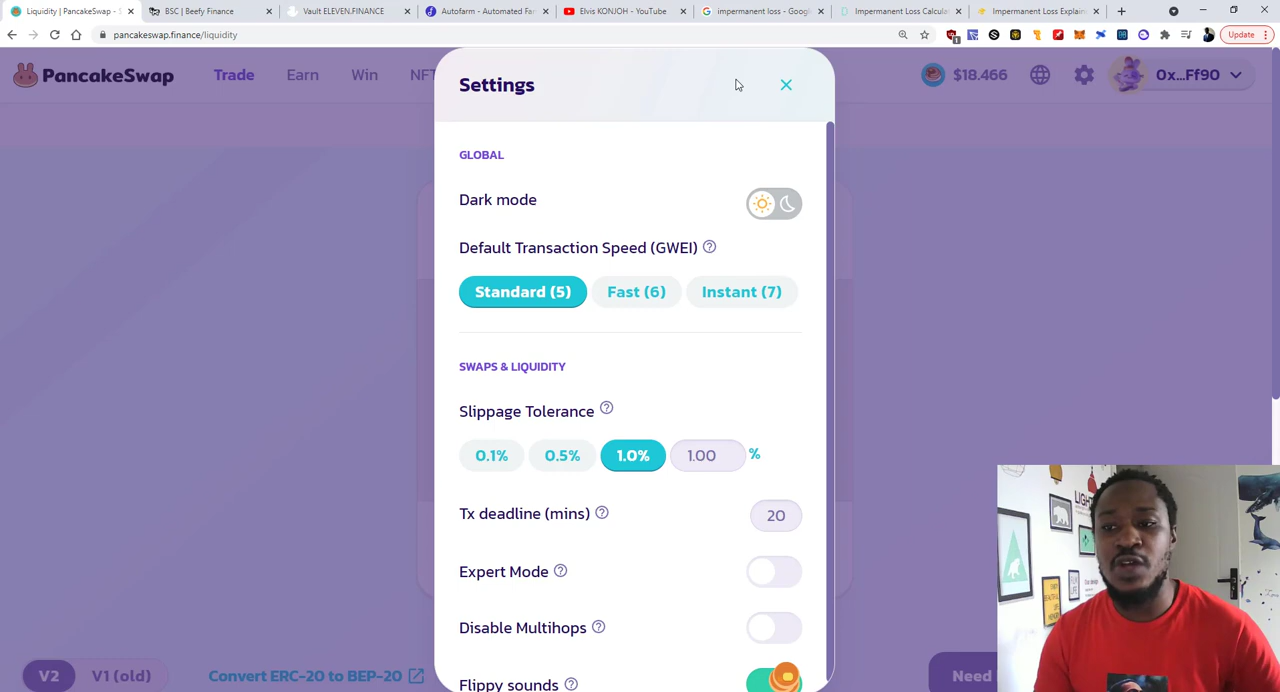 Liquidity | PancakeSwap - $
BSC | Beefy Finance
Vault ELEVEN.FINANCE
Autofarm - Automated Far
Elvis KONJOH - YouTube
impermanent loss - Googl
Impermanent Loss Calcula
Impermanent Loss Explain
pancakeswap.finance/liquidity
Update
PancakeSwap
Trade
Earn
Win
NFT
$18.466
0x...Ff90
Settings
GLOBAL
Dark mode
Default Transaction Speed (GWEI)
Standard (5)
Fast (6)
Instant (7)
SWAPS & LIQUIDITY
Slippage Tolerance
0.1%
0.5%
1.0%
1.00
%
Tx deadline (mins)
20
Expert Mode
Disable Multihops
Flippy sounds
V2
V1 (old)
Convert ERC-20 to BEP-20
Need